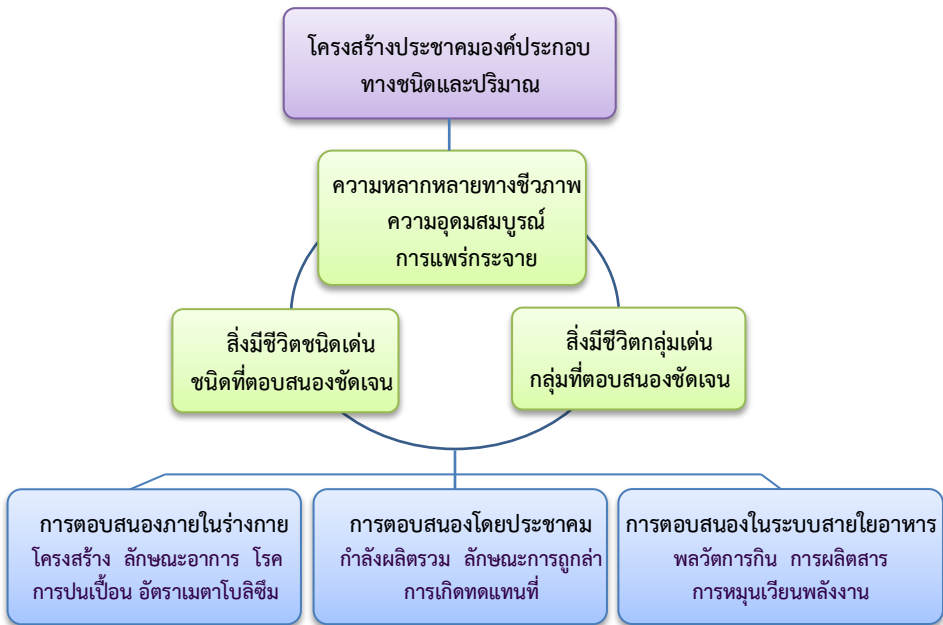 โครงสร้างประชาคมองค์ประกอบ
ทางชนิดและปริมาณ
ความหลากหลายทางชีวภาพ
ความอุดมสมบูรณ์
การแพร่กระจาย
สิ่งมีชีวิตชนิดเด่น
ชนิดที่ตอบสนองชัดเจน
สิ่งมีชีวิตกลุ่มเด่น
กลุ่มที่ตอบสนองชัดเจน
การตอบสนองภายในร่างกาย
โครงสร้าง ลักษณะอาการ โรค
การปนเปื้อน อัตราเมตาโบลิซึม
การตอบสนองโดยประชาคม
กำลังผลิตรวม ลักษณะการถูกล่า
การเกิดทดแทนที่
การตอบสนองในระบบสายใยอาหาร
พลวัตการกิน การผลิตสาร
การหมุนเวียนพลังงาน